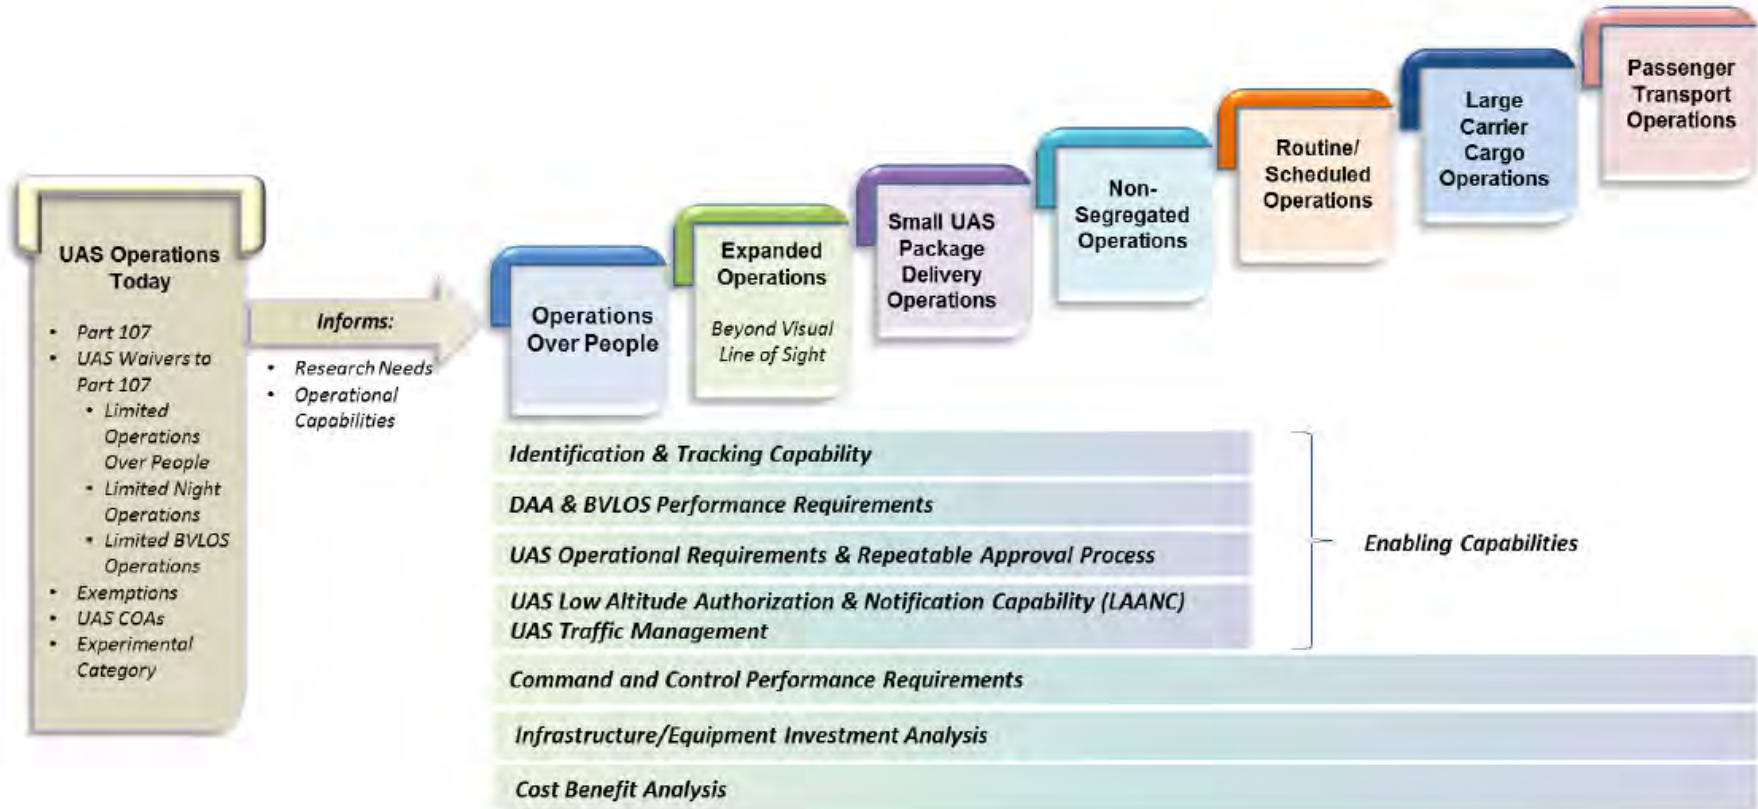 UAS Operations
Today
• Part 107
• UAS Waivers to
Part 107
• Limited
Operations
Over People
• Limited Night
Operations
• Limited BVLOS
Operations
• Exemptions
• UAS COAs
• Experimental
Category
Informs:
• Research Needs
• Operational
Capabilities
Operations
Over People
Expanded
Operations
Beyond Visual
Line of Sight
Small UAS
Package
Delivery
Operations
Non-
Segregated
Operations
Routine/
Scheduled
Operations
Large
Carrier
Cargo
Operations
Passenger
Transport
Operations
Identification & Tracking Capability
DAA & BVLOS Performance Requirements
UAS Operational Requirements & Repeatable Approval Process
UAS Low Altitude Authorization & Notification Capability (LAANC)
UAS Traffic Management
Enabling Capabilities
Command and Control Performance Requirements
Infrastructure/Equipment Investment Analysis
Cost Benefit Analysis